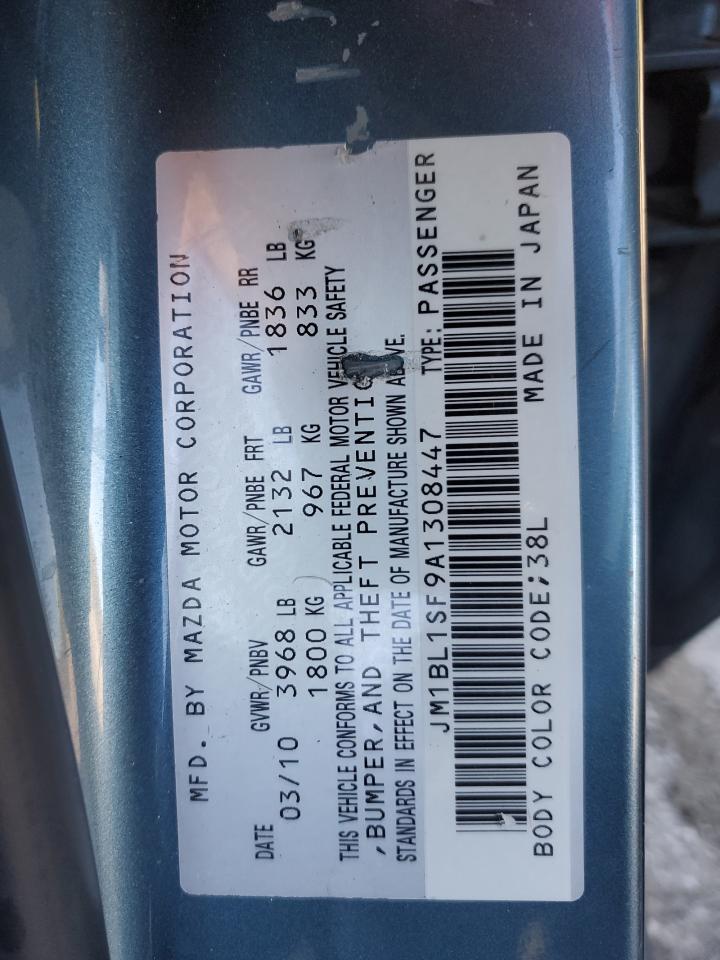 MFD. BY MAZDA MOTOR CORPORATION
DATE GVWR/PNBV GAWR/PNBE FRT GAWR/PNBE RR
03/10 3968 LB 2132 LB 1836 LB
1800 KG 967 KG 833 KG
THIS VEHICLE CONFORMS TO ALL APPLICABLE FEDERAL MOTOR VEHICLE SAFETY
,BUMPER,AND THEFT PREVENTI
STANDARDS IN EFFECT ON THE DATE OF MANUFACTURE SHOWN ABOVE.
JM1BL1SF9A1308447 TYPE: PASSENGER
BODY COLOR CODE;38L MADE IN JAPAN